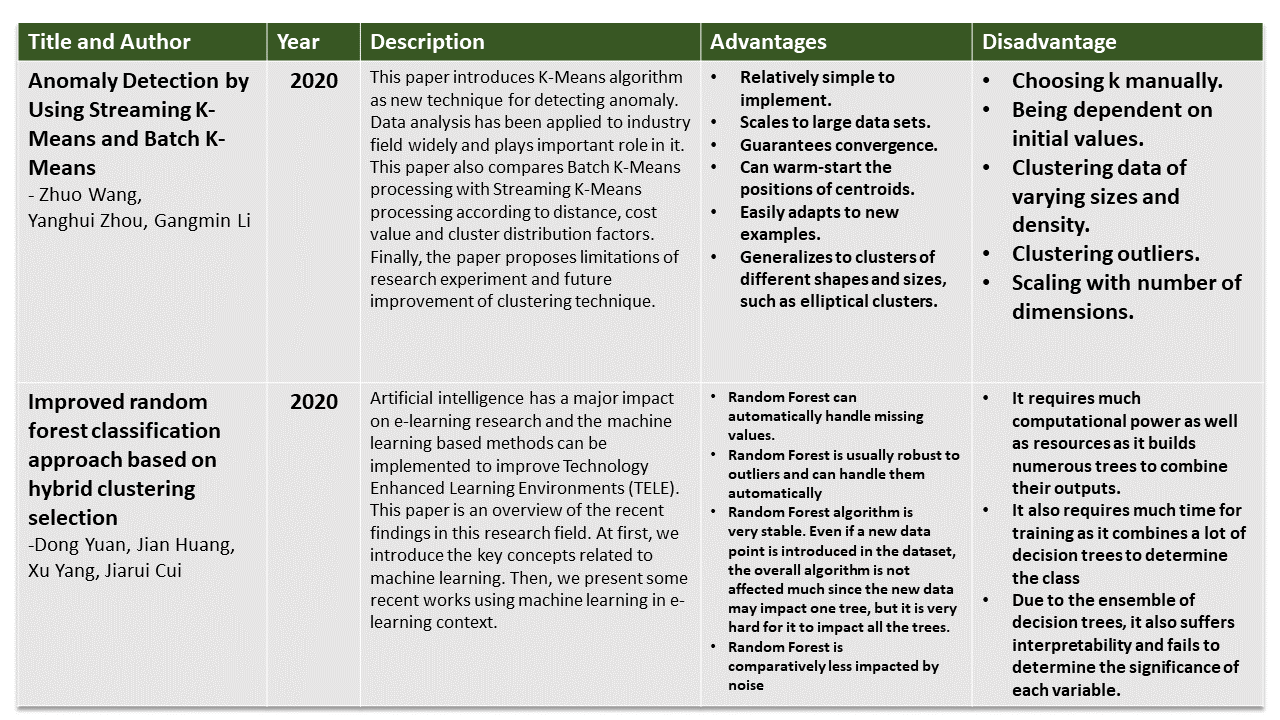 Title and Author
Year
Description
Advantages
Disadvantage
Anomaly Detection by
Using Streaming K-
Means and Batch K-
Means
- Zhuo Wang,
Yanghui Zhou, Gangmin Li
2020
This paper introduces K-Means algorithm
as new technique for detecting anomaly.
Data analysis has been applied to industry
field widely and plays important role in it.
This paper also compares Batch K-Means
processing with Streaming K-Means
processing according to distance, cost
value and cluster distribution factors.
Finally, the paper proposes limitations of
research experiment and future
improvement of clustering technique.
• Relatively simple to
implement.
• Scales to large data sets.
• Guarantees convergence.
• Can warm-start the
positions of centroids.
• Easily adapts to new
examples.
• Generalizes to clusters of
different shapes and sizes,
such as elliptical clusters.
• Choosing k manually.
• Being dependent on
initial values.
• Clustering data of
varying sizes and
density.
• Clustering outliers.
• Scaling with number of
dimensions.
Improved random
forest classification
approach based on
hybrid clustering
selection
-Dong Yuan, Jian Huang,
Xu Yang, Jiarui Cui
2020
Artificial intelligence has a major impact
on e-learning research and the machine
learning based methods can be
implemented to improve Technology
Enhanced Learning Environments (TELE).
This paper is an overview of the recent
findings in this research field. At first, we
introduce the key concepts related to
machine learning. Then, we present some
recent works using machine learning in e-
learning context.
• Random Forest can
automatically handle missing
values.
• Random Forest is usually robust to
outliers and can handle them
automatically
• Random Forest algorithm is
very stable. Even if a new data
point is introduced in the dataset,
the overall algorithm is not
affected much since the new data
may impact one tree, but it is very
hard for it to impact all the trees.
• Random Forest is
comparatively less impacted by
noise
• It requires much
computational power as well
as resources as it builds
numerous trees to combine
their outputs.
• It also requires much time for
training as it combines a lot of
decision trees to determine
the class
• Due to the ensemble of
decision trees, it also suffers
interpretability and fails to
determine the significance of
each variable.